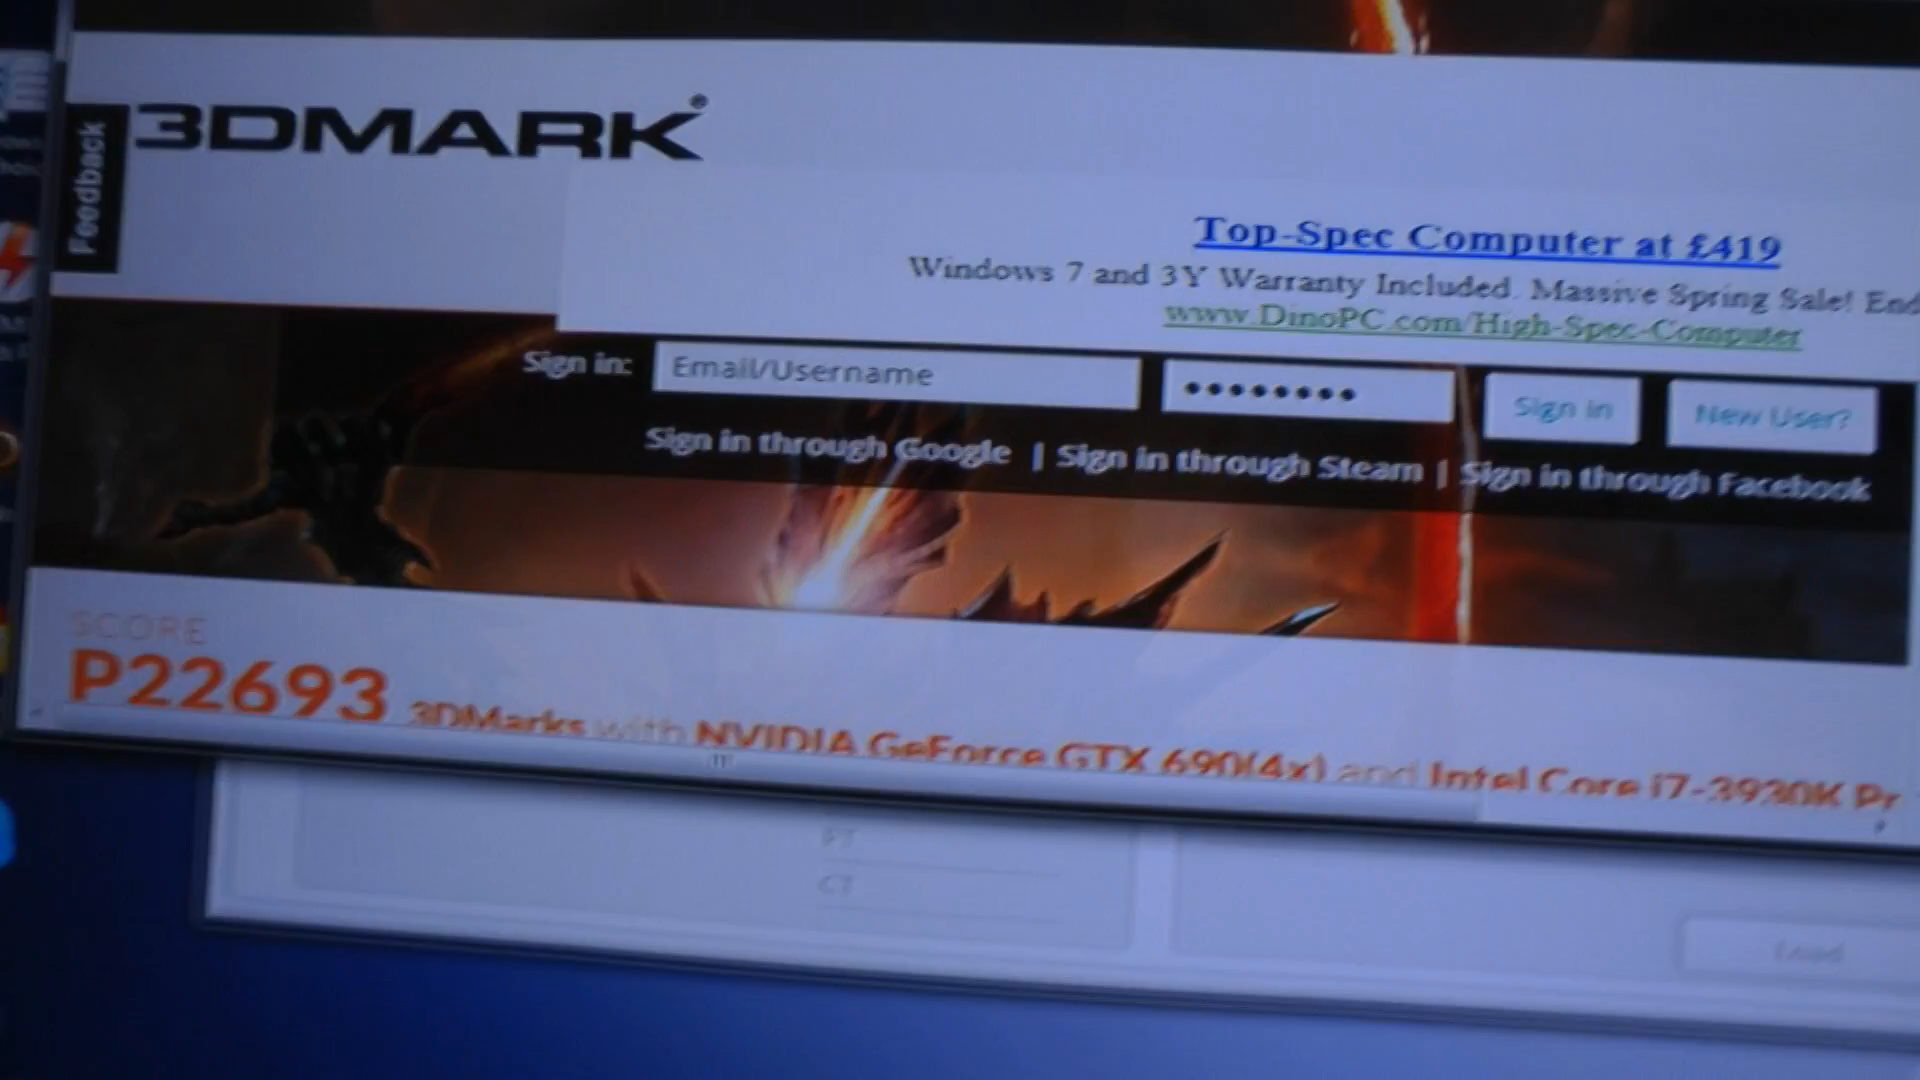 3DMARK®
Feedback
Top-Spec Computer at £419
Windows 7 and 3Y Warranty Included. Massive Spring Sale! End
www.DinoPC.com/High-Spec-Computer
Sign in: Email/Username •••••••• Sign in New User?
Sign in through Google | Sign in through Steam | Sign in through Facebook
SCORE
P22693 3DMarks with NVIDIA GeForce GTX 690(4x) and Intel Core i7-3930K Pr
CT
Load